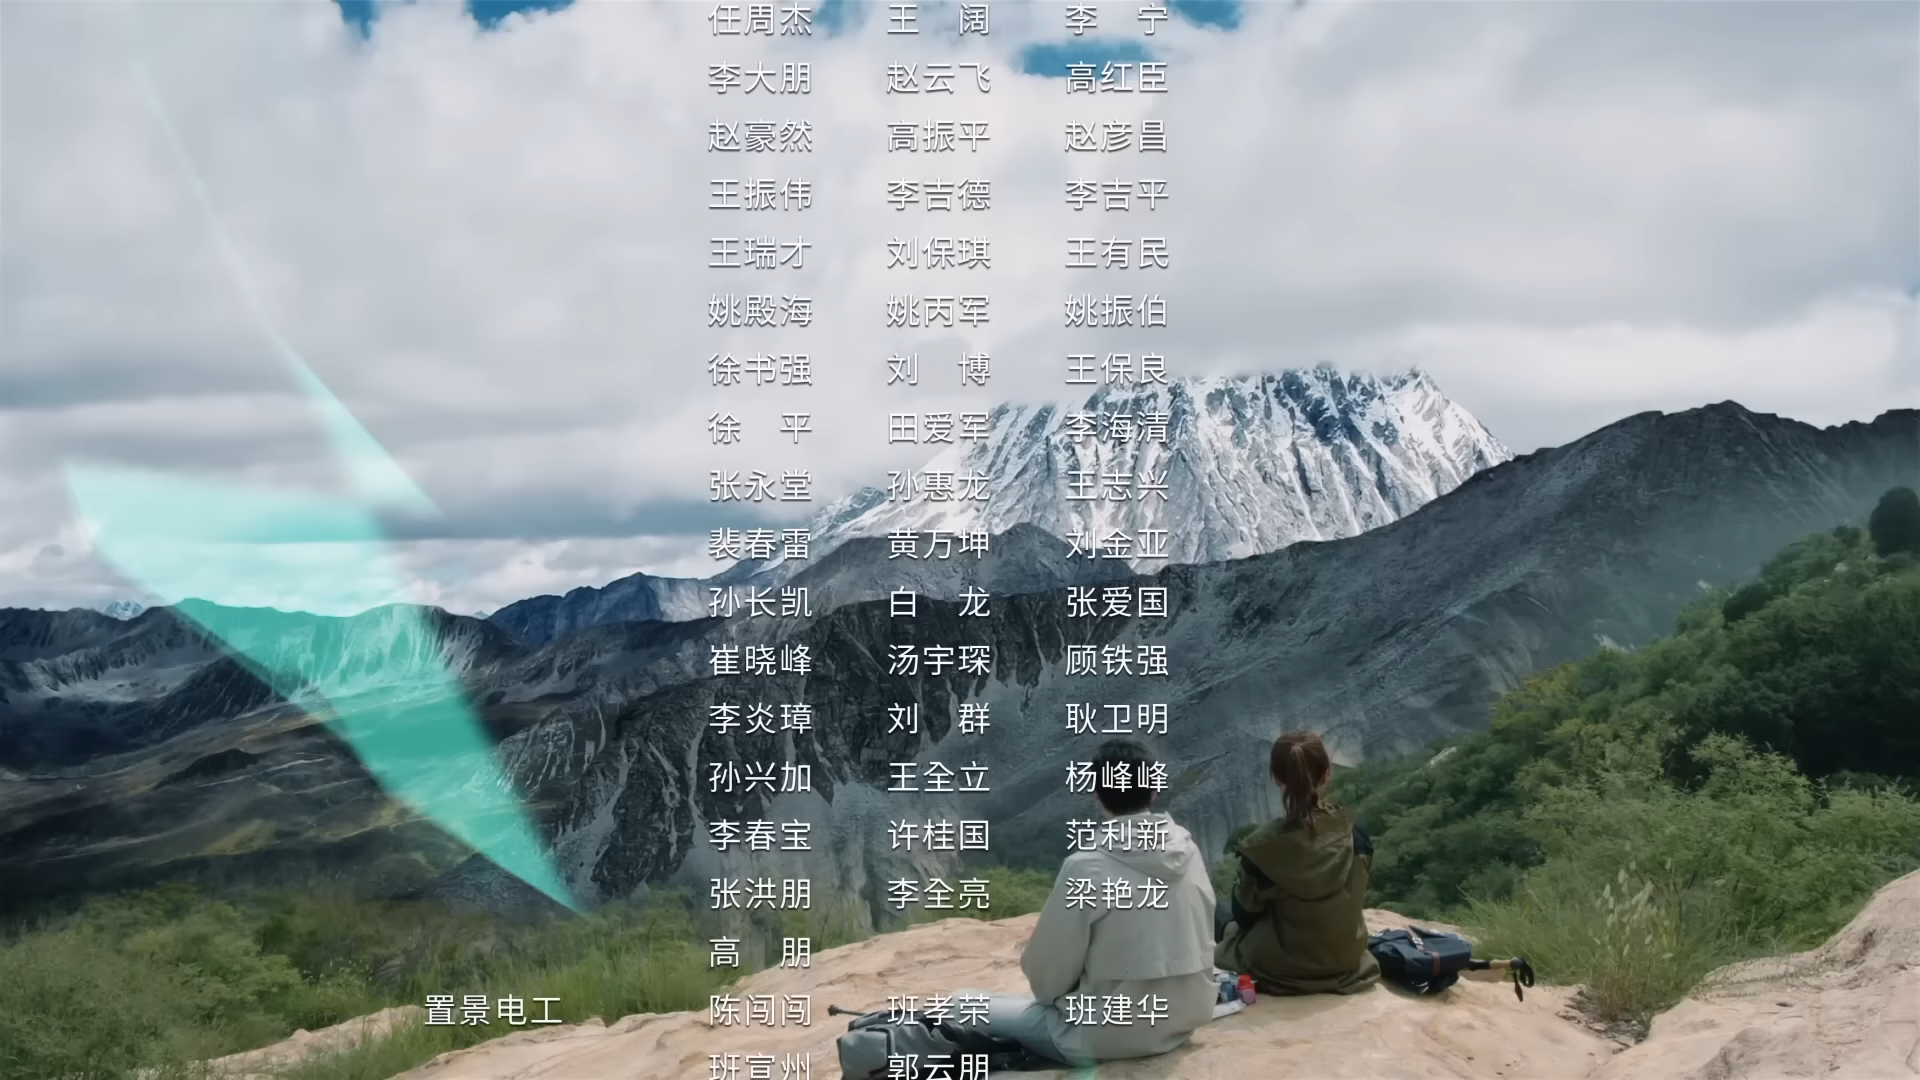 任周杰 王 阔 李 宁
李大朋 赵云飞 高红臣
赵豪然 高振平 赵彦昌
王振伟 李吉德 李吉平
王瑞才 刘保琪 王有民
姚殿海 姚丙军 姚振伯
徐书强 刘 博 王保良
徐 平 田爱军 李海清
张永堂 孙惠龙 王志兴
裴春雷 黄万坤 刘金亚
孙长凯 白 龙 张爱国
崔晓峰 汤宇琛 顾铁强
李炎璋 刘 群 耿卫明
孙兴加 王全立 杨峰峰
李春宝 许桂国 范利新
张洪朋 李全亮 梁艳龙
高 朋
置景电工 陈闯闯 班孝荣 班建华
班宣州 郭云朋